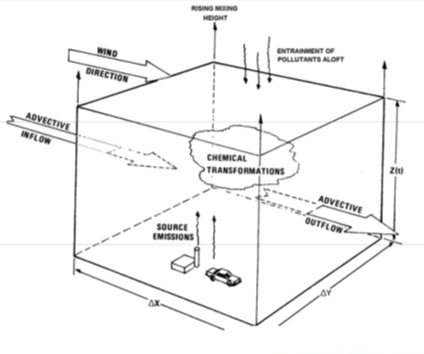 RISING MIXING
HEIGHT
WIND
DIRECTION
ENTRAINMENT OF
POLLUTANTS ALOFT
ADVECTIVE
INFLOW
CHEMICAL
TRANSFORMATIONS
Z(t)
ADVECTIVE
OUTFLOW
SOURCE
EMISSIONS
ΔX
ΔY